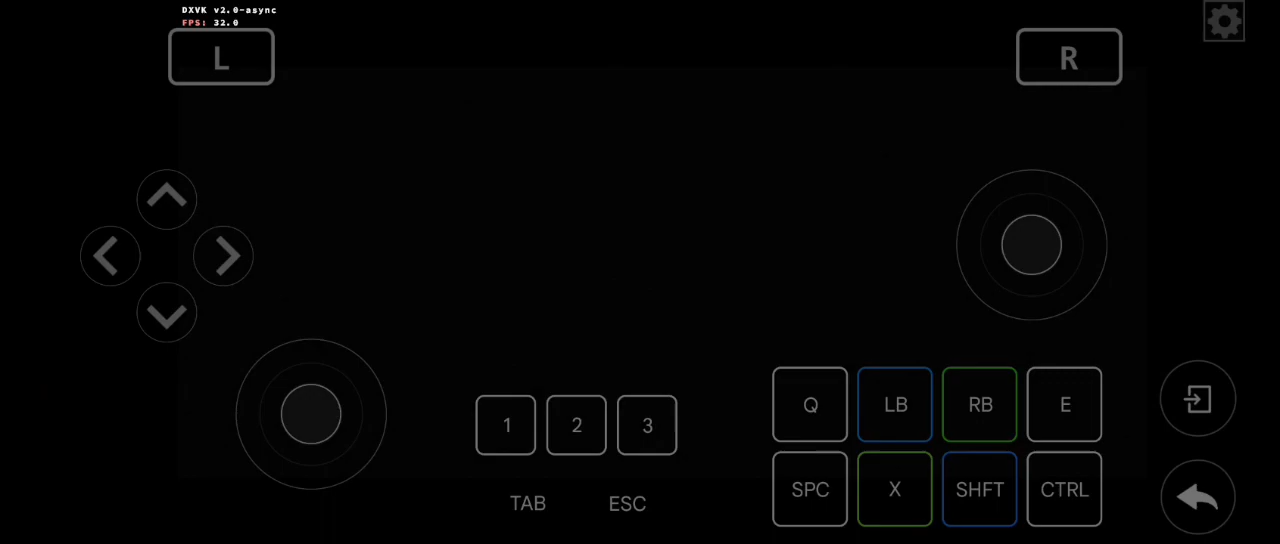 DXVK v2.0-async
FPS: 32.0
L
R
1
2
3
TAB
ESC
Q
LB
RB
E
SPC
X
SHFT
CTRL